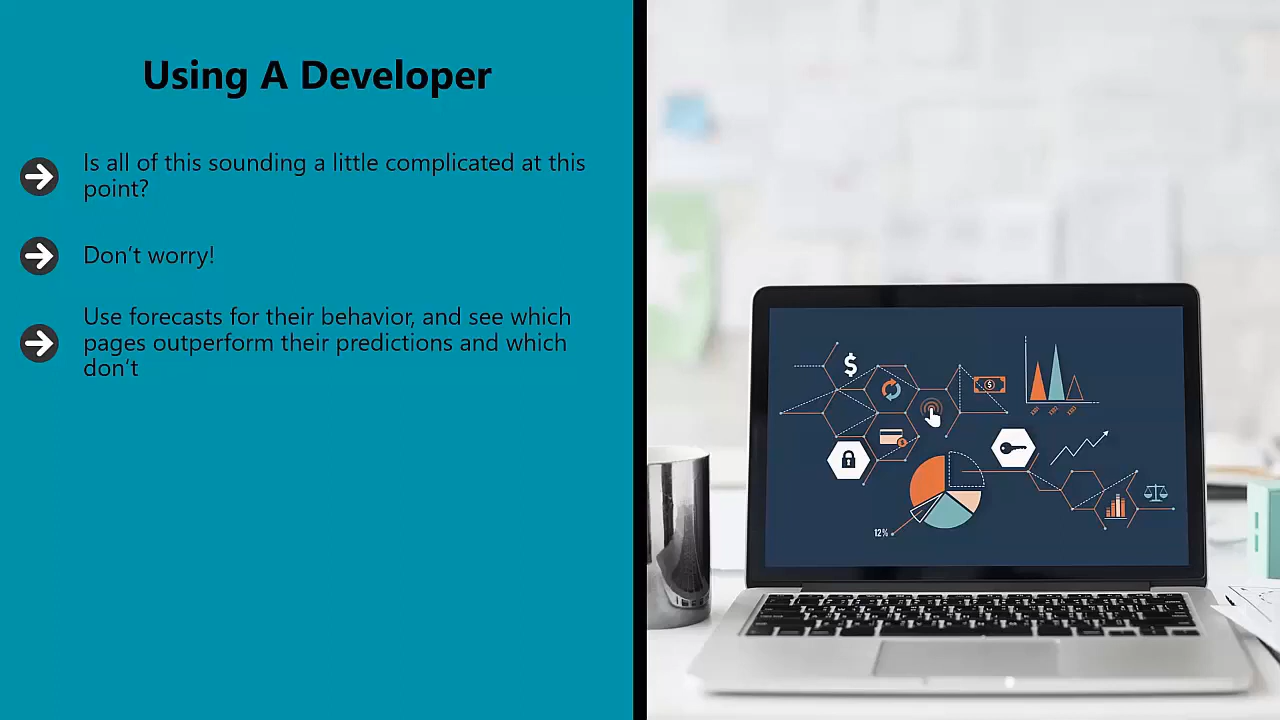 Using A Developer
Is all of this sounding a little complicated at this
point?
Don’t worry!
Use forecasts for their behavior, and see which
pages outperform their predictions and which
don’t
$
$
12%